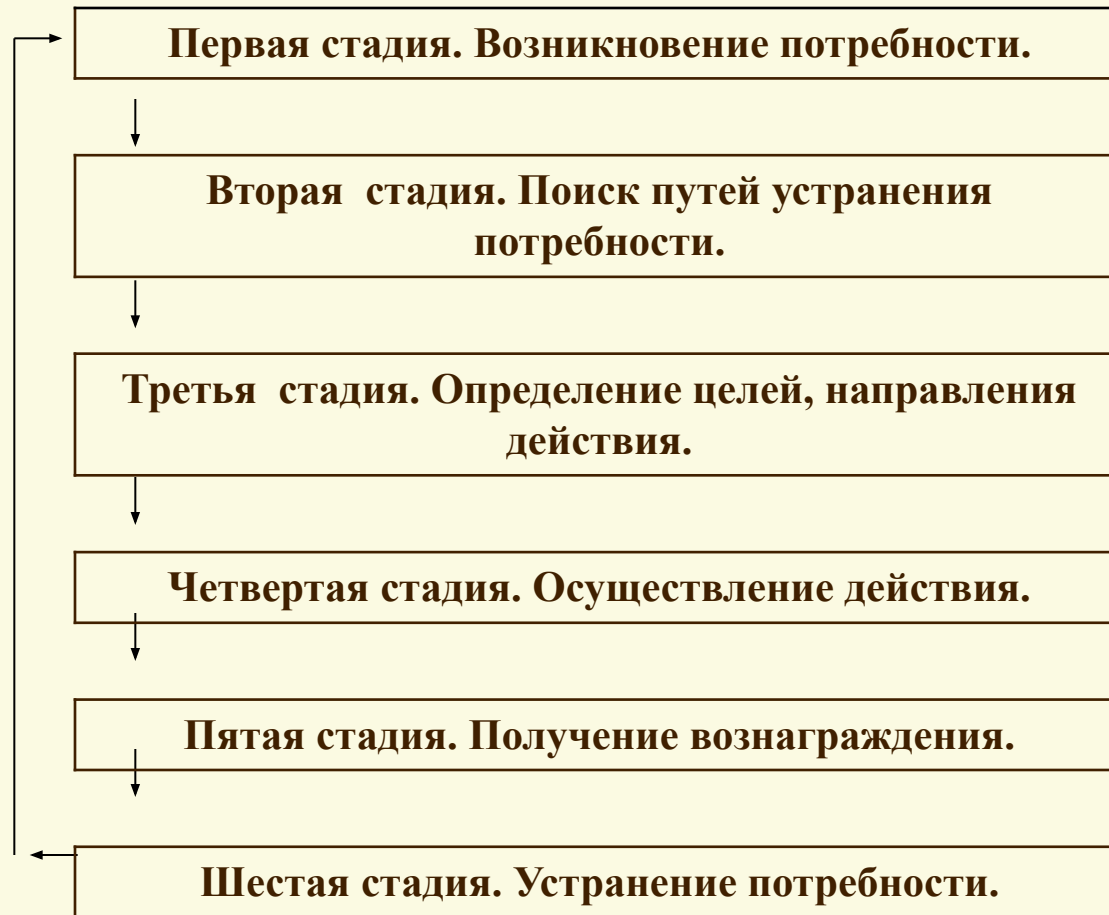 Первая стадия. Возникновение потребности.
Вторая стадия. Поиск путей устранения
потребности.
Третья стадия. Определение целей, направления
действия.
Четвертая стадия. Осуществление действия.
Пятая стадия. Получение вознаграждения.
Шестая стадия. Устранение потребности.